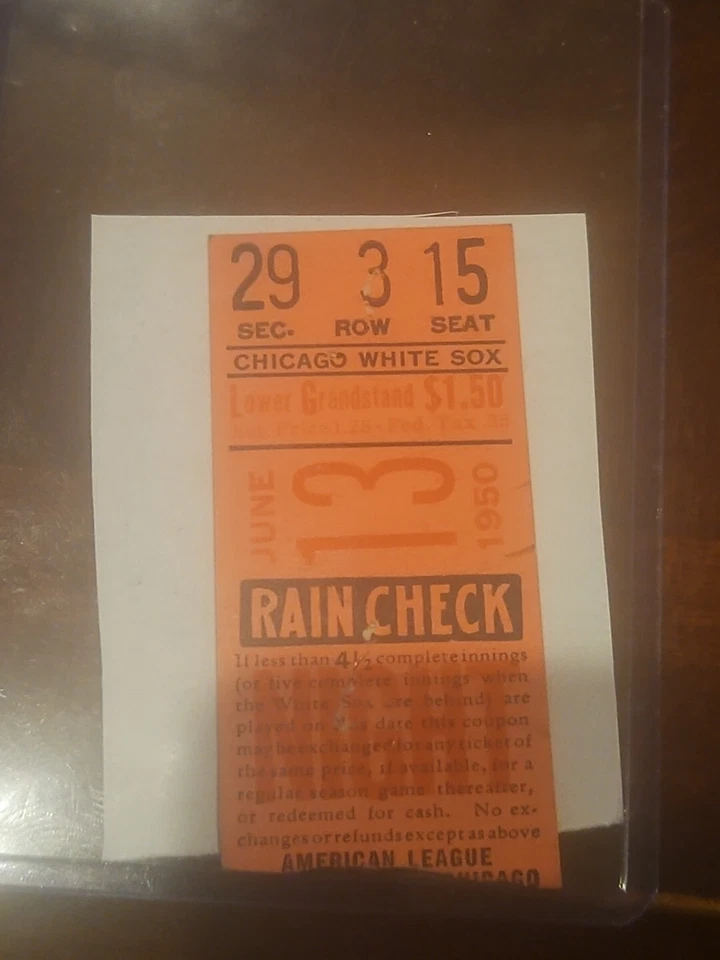 29 3 15
SEC. ROW SEAT
CHICAGO WHITE SOX
Lower Grandstand $1.50
JUNE 13 1950
RAIN CHECK
If less than 4½ complete innings
(or five complete innings when
the White Sox are behind) are
played on this date this coupon
may be exchanged for any ticket of
the same price, if available, for a
regular season game thereafter,
or redeemed for cash. No ex-
changes or refunds except as above
AMERICAN LEAGUE
CHICAGO